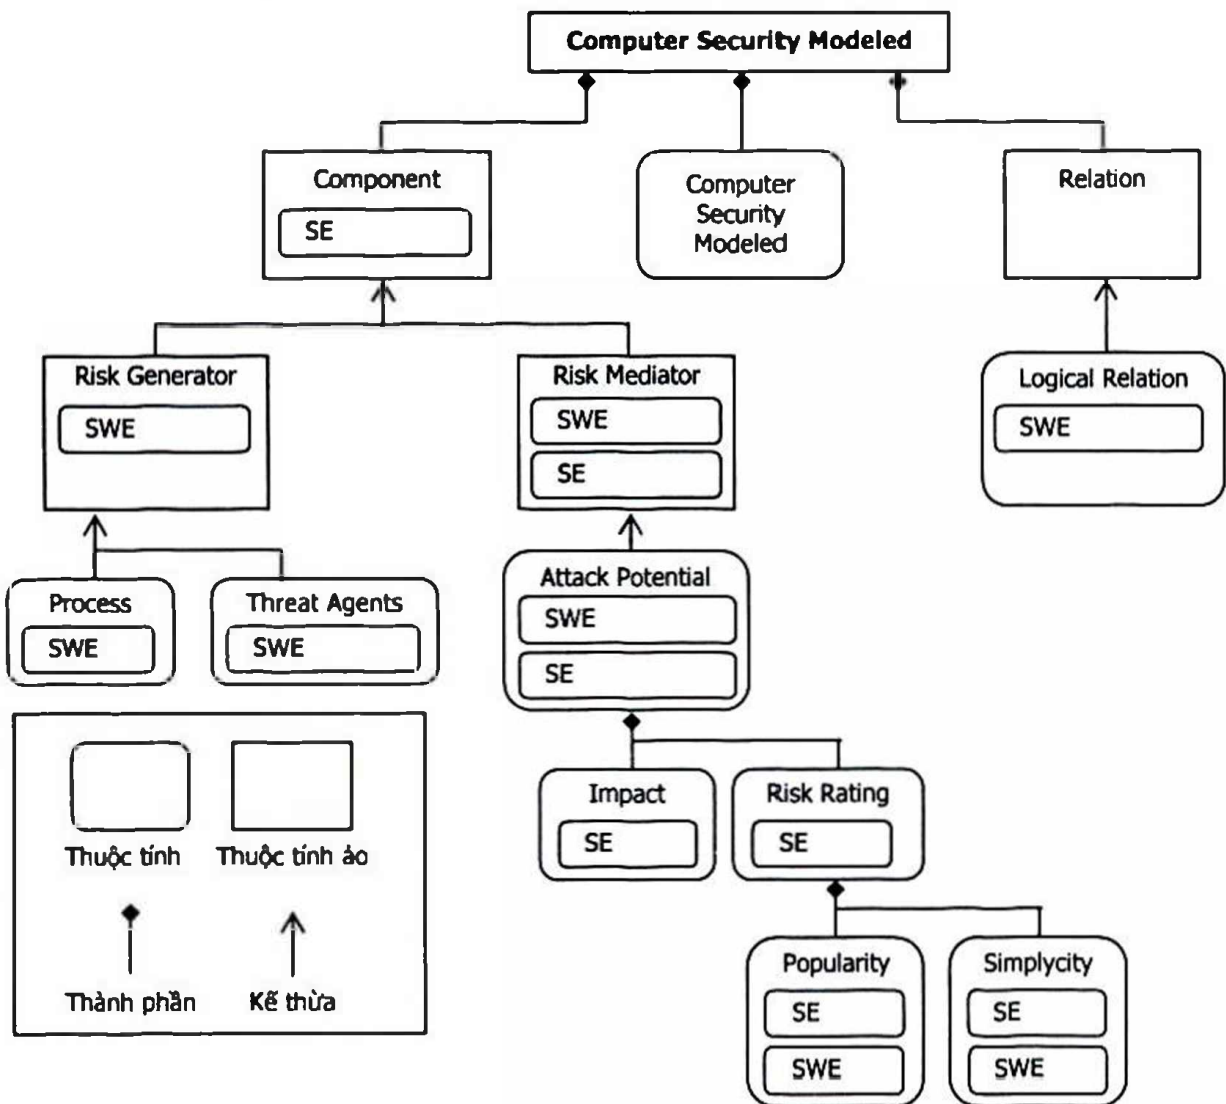 Computer Security Modeled
Component
SE
Computer
Security
Modeled
Relation
Risk Generator
SWE
Risk Mediator
SWE
SE
Logical Relation
SWE
Process
SWE
Threat Agents
SWE
Attack Potential
SWE
SE
Thuộc tính
Thuộc tính ảo
Thành phần
Kế thừa
Impact
SE
Risk Rating
SE
Popularity
SE
SWE
Simplycity
SE
SWE